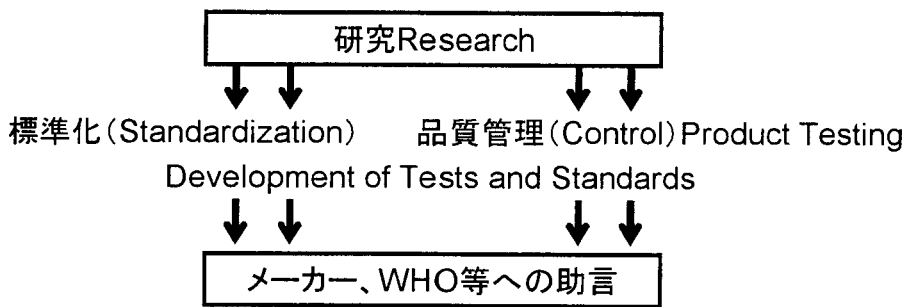 研究Research
標準化（Standardization）　　品質管理（Control）Product Testing
Development of Tests and Standards
メーカー、WHO等への助言